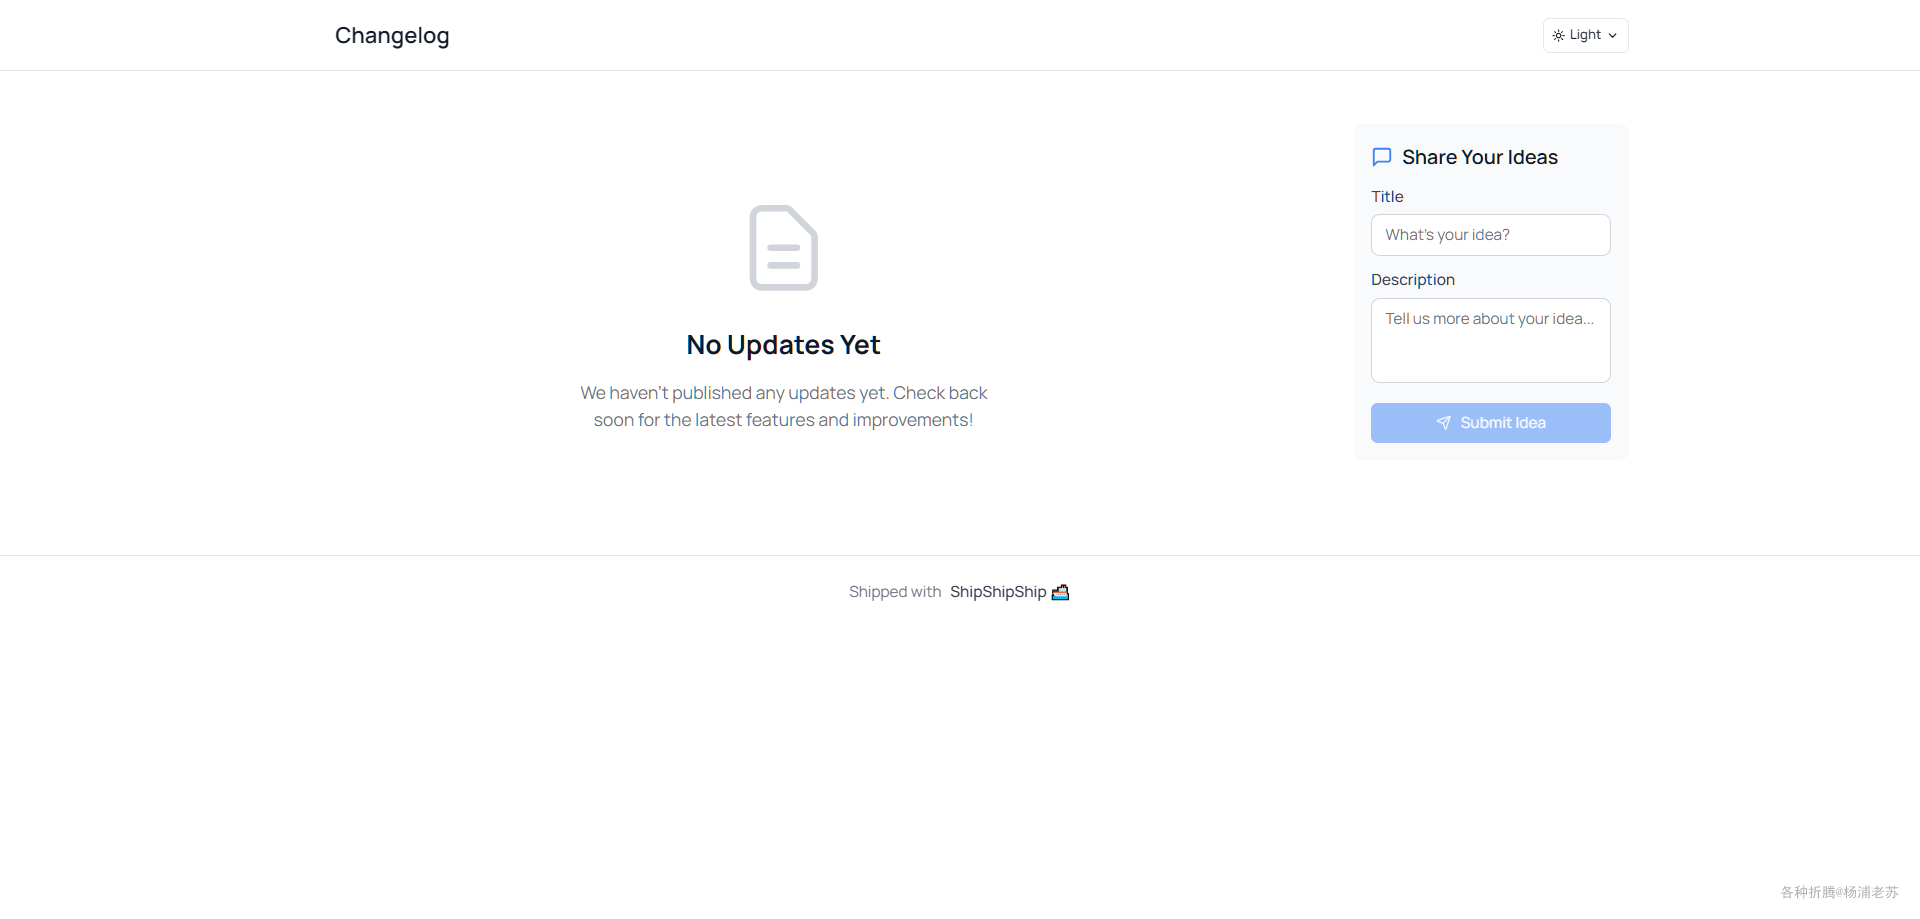 Changelog
Light
Share Your Ideas
Title
What's your idea?
Description
Tell us more about your idea...
Submit Idea
No Updates Yet
We haven't published any updates yet. Check back
soon for the latest features and improvements!
Shipped with ShipShipShip
各种折腾@杨浦老苏